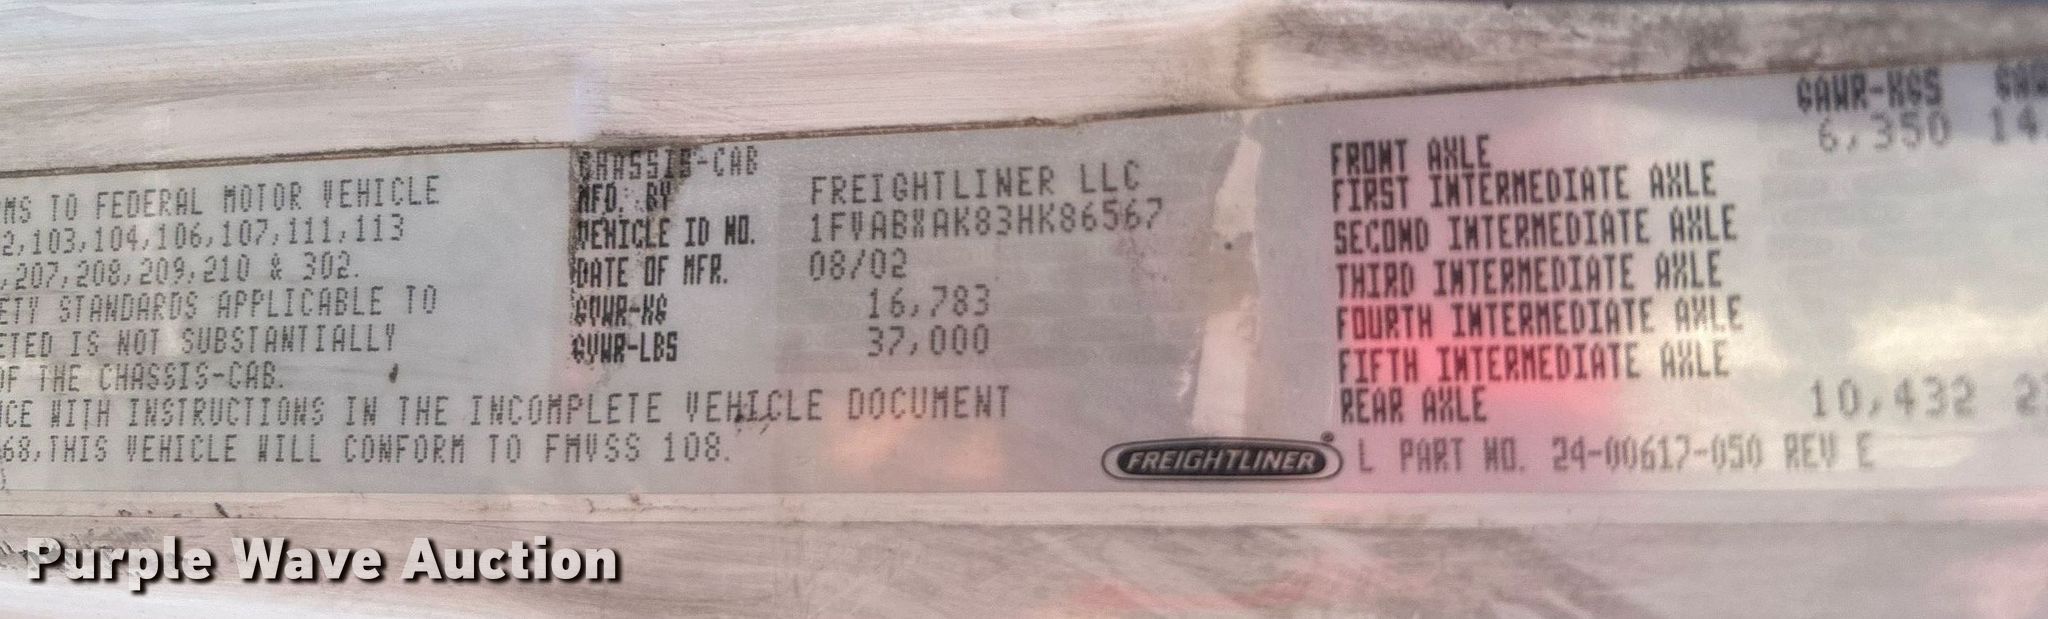 MS TO FEDERAL MOTOR VEHICLE
2,103,104,106,107,111,113
,207,208,209,210 & 302.
ETY STANDARDS APPLICABLE TO
ETED IS NOT SUBSTANTIALLY
OF THE CHASSIS-CAB.
NCE WITH INSTRUCTIONS IN THE INCOMPLETE VEHICLE DOCUMENT
68,THIS VEHICLE WILL CONFORM TO FMVSS 108.
CHASSIS-CAB
MFD. BY FREIGHTLINER LLC
VEHICLE ID NO. 1FVABXAK83HK86567
DATE OF MFR. 08/02
GVWR-KG 16,783
GVWR-LBS 37,000
FREIGHTLINER®
GAWR-KGS GAW
FRONT AXLE 6,350 14
FIRST INTERMEDIATE AXLE
SECOND INTERMEDIATE AXLE
THIRD INTERMEDIATE AXLE
FOURTH INTERMEDIATE AXLE
FIFTH INTERMEDIATE AXLE
REAR AXLE 10,432 2
L PART NO. 24-00617-050 REV E
Purple Wave Auction